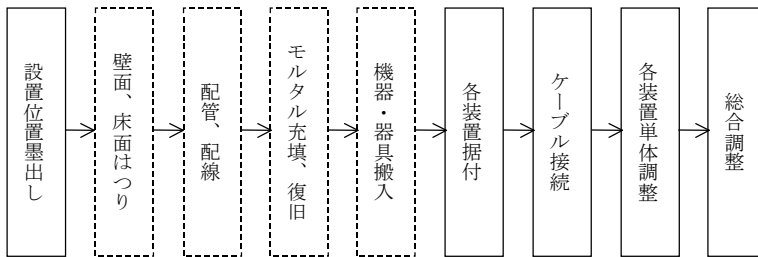 設置位置墨出し
壁面、床面はつり
配管、配線
モルタル充填、復旧
機器・器具搬入
各装置据付
ケーブル接続
各装置単体調整
総合調整